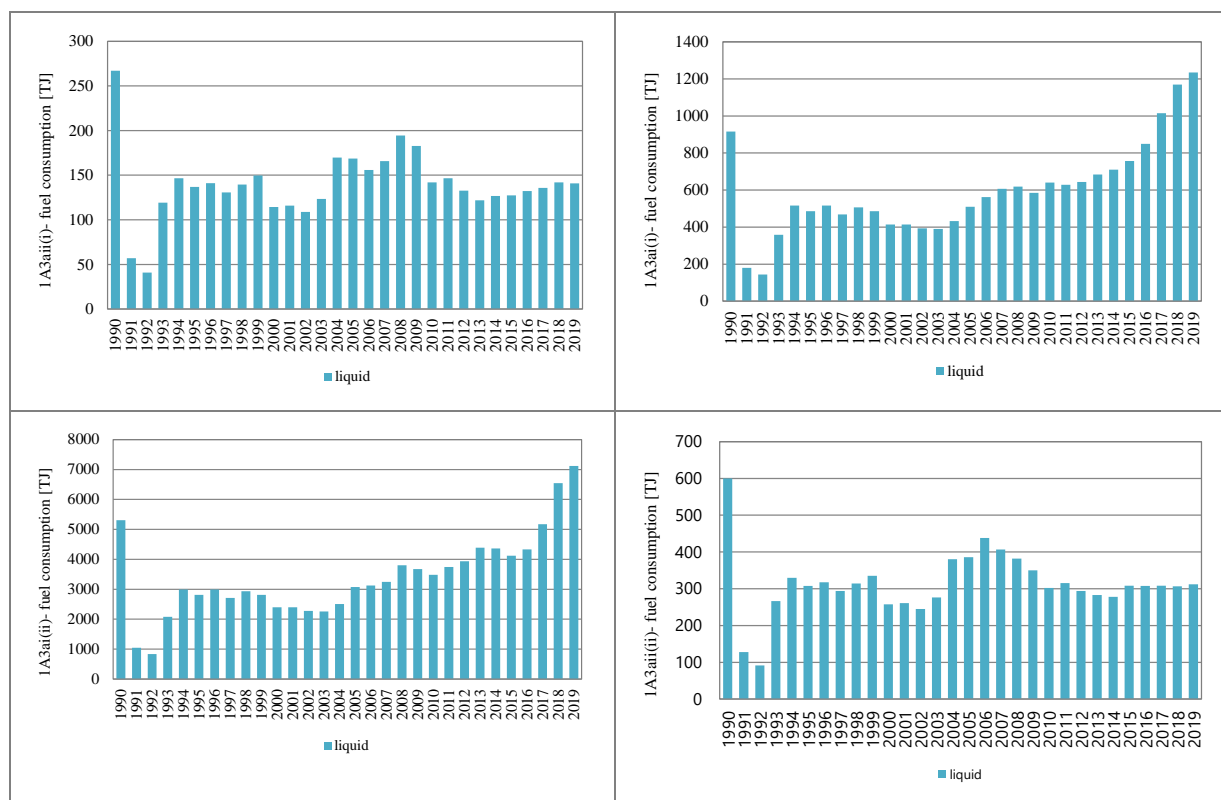 1A3aii(i)- fuel consumption [TJ]
300
250
200
150
100
50
0
1990 1991 1992 1993 1994 1995 1996 1997 1998 1999 2000 2001 2002 2003 2004 2005 2006 2007 2008 2009 2010 2011 2012 2013 2014 2015 2016 2017 2018 2019
liquid
1A3ai(i)- fuel consumption [TJ]
1400
1200
1000
800
600
400
200
0
1990 1991 1992 1993 1994 1995 1996 1997 1998 1999 2000 2001 2002 2003 2004 2005 2006 2007 2008 2009 2010 2011 2012 2013 2014 2015 2016 2017 2018 2019
liquid
1A3ai(ii)- fuel consumption [TJ]
8000
7000
6000
5000
4000
3000
2000
1000
0
1990 1991 1992 1993 1994 1995 1996 1997 1998 1999 2000 2001 2002 2003 2004 2005 2006 2007 2008 2009 2010 2011 2012 2013 2014 2015 2016 2017 2018 2019
liquid
1A3aii(ii)- fuel consumption [TJ]
700
600
500
400
300
200
100
0
1990 1991 1992 1993 1994 1995 1996 1997 1998 1999 2000 2001 2002 2003 2004 2005 2006 2007 2008 2009 2010 2011 2012 2013 2014 2015 2016 2017 2018 2019
liquid